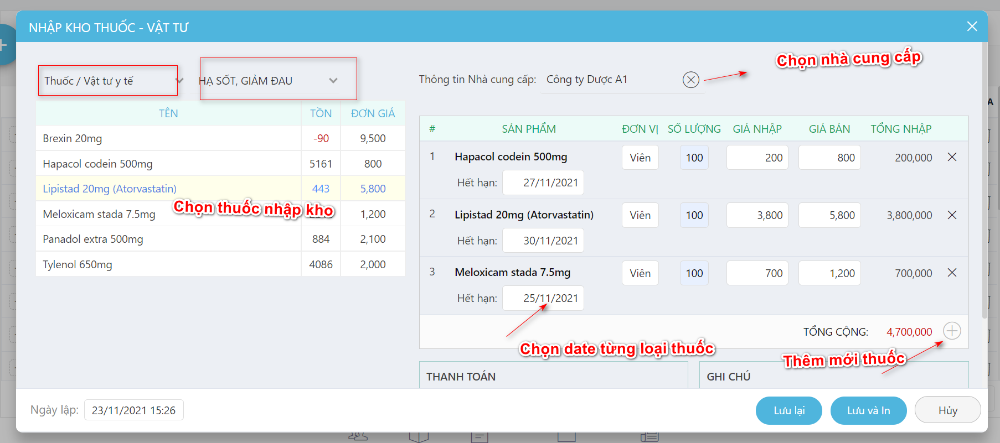 NHẬP KHO THUỐC - VẬT TƯ
Chọn nhà cung cấp
Thuốc / Vật tư y tế HẠ SỐT, GIẢM ĐAU
Thông tin Nhà cung cấp: Công ty Dược A1
TÊN TỒN ĐƠN GIÁ
Brexin 20mg -90 9,500
Hapacol codein 500mg 5161 800
Lipistad 20mg (Atorvastatin) 443 5,800
Chọn thuốc nhập kho
Meloxicam stada 7.5mg 1,200
Panadol extra 500mg 884 2,100
Tylenol 650mg 4086 2,000
# SẢN PHẨM ĐƠN VỊ SỐ LƯỢNG GIÁ NHẬP GIÁ BÁN TỔNG NHẬP
1 Hapacol codein 500mg Viên 100 200 800 200,000
Hết hạn: 27/11/2021
2 Lipistad 20mg (Atorvastatin) Viên 100 3,800 5,800 3,800,000
Hết hạn: 30/11/2021
3 Meloxicam stada 7.5mg Viên 100 700 1,200 700,000
Hết hạn: 25/11/2021
TỔNG CỘNG: 4,700,000
Chọn date từng loại thuốc
Thêm mới thuốc
THANH TOÁN GHI CHÚ
Ngày lập: 23/11/2021 15:26
Lưu lại Lưu và In Hủy
A